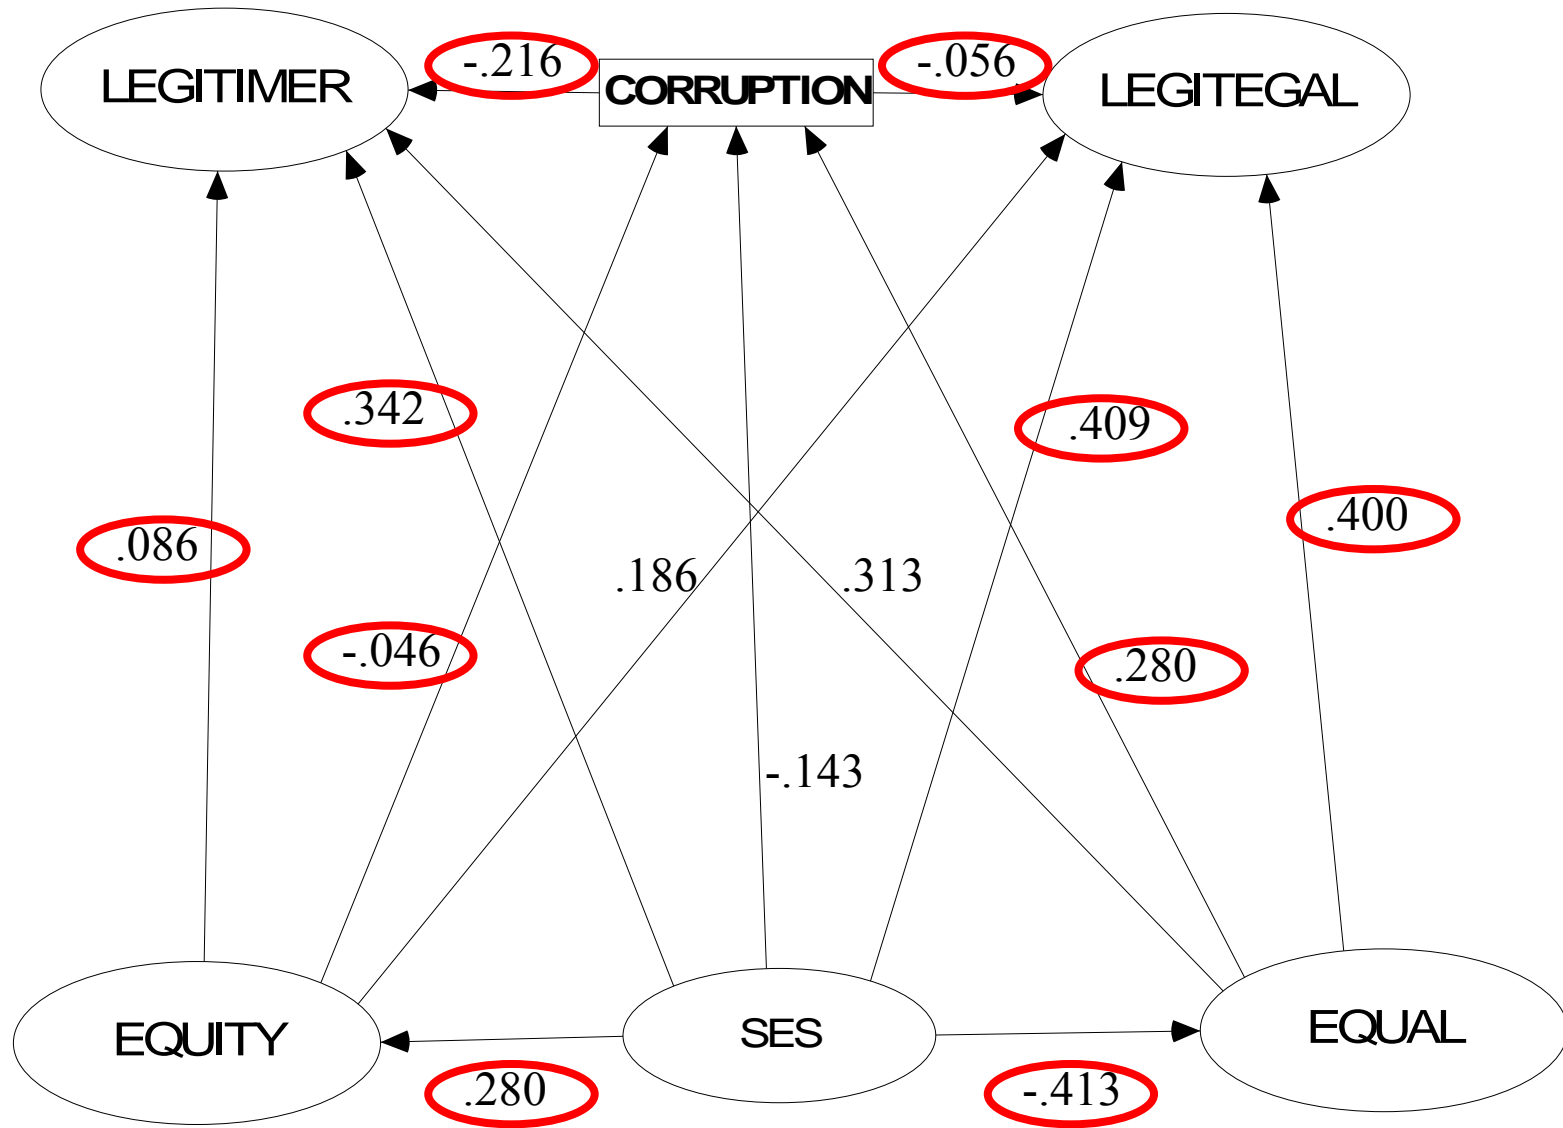 -.216
-.056
LEGITIMER
CORRUPTION
LEGITEGAL
.342
.409
.086
.400
.186
.313
-.046
.280
-.143
EQUITY
SES
EQUAL
.280
-.413